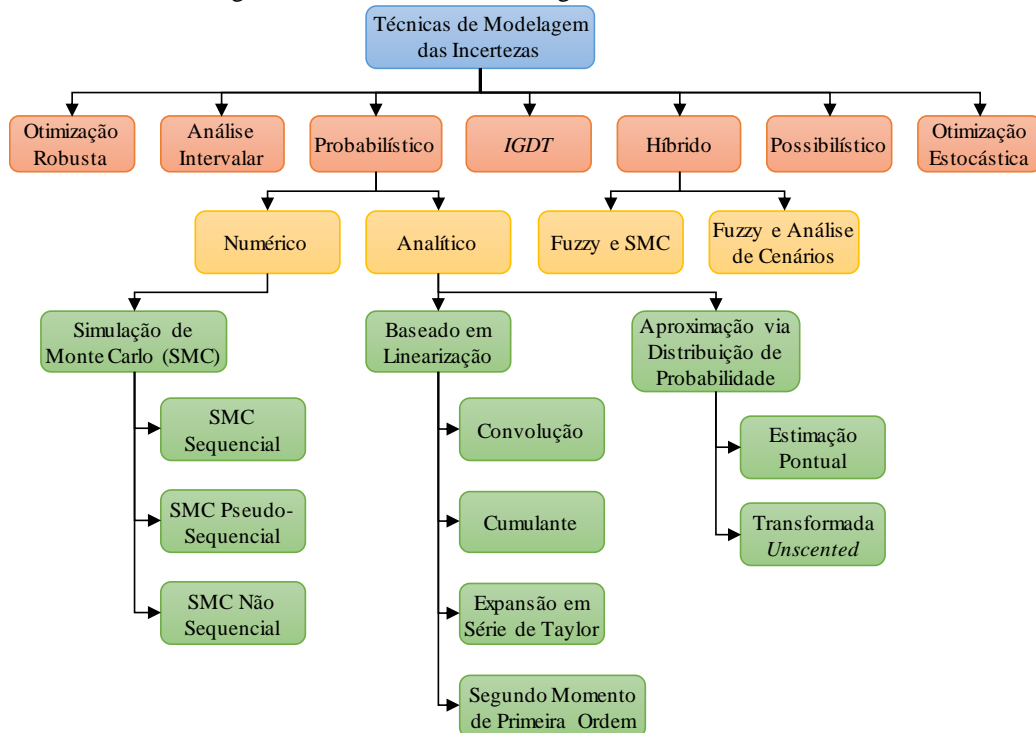 Técnicas de Modelagem
das Incertezas
Otimização
Robusta
Análise
Intervalar
Probabilístico
IGDT
Híbrido
Possibilístico
Otimização
Estocástica
Numérico
Analítico
Fuzzy e SMC
Fuzzy e Análise
de Cenários
Simulação de
Monte Carlo (SMC)
Baseado em
Linearização
Aproximação via
Distribuição de
Probabilidade
SMC
Sequencial
Convolução
Estimação
Pontual
SMC Pseudo-
Sequencial
Cumulante
Transformada
Unscented
SMC Não
Sequencial
Expansão em
Série de Taylor
Segundo Momento
de Primeira Ordem